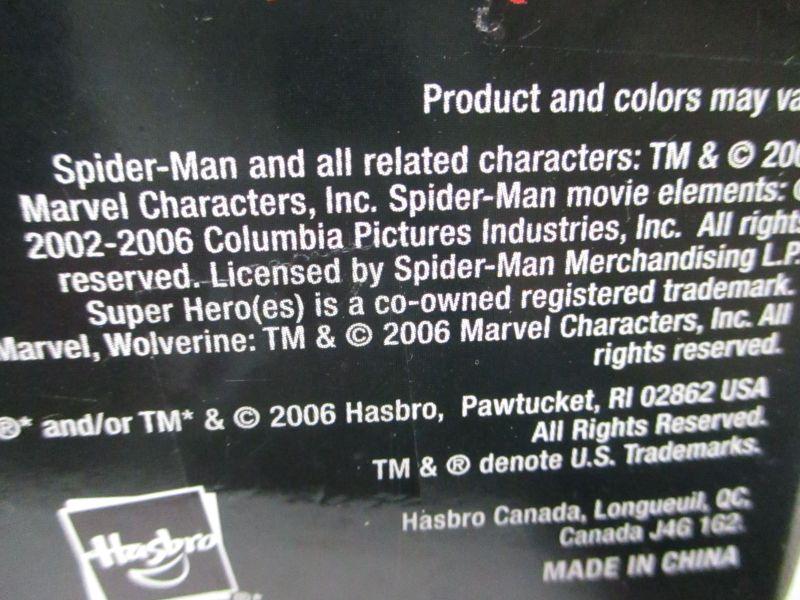 Product and colors may va
Spider-Man and all related characters: TM & © 200
Marvel Characters, Inc. Spider-Man movie elements: ©
2002-2006 Columbia Pictures Industries, Inc. All rights
reserved. Licensed by Spider-Man Merchandising L.P.
Super Hero(es) is a co-owned registered trademark.
Marvel, Wolverine: TM & © 2006 Marvel Characters, Inc. All
rights reserved.
®* and/or TM* & © 2006 Hasbro, Pawtucket, RI 02862 USA
All Rights Reserved.
TM & ® denote U.S. Trademarks.
Hasbro Canada, Longueuil, QC,
Canada J4G 1G2.
MADE IN CHINA
Hasbro
®*